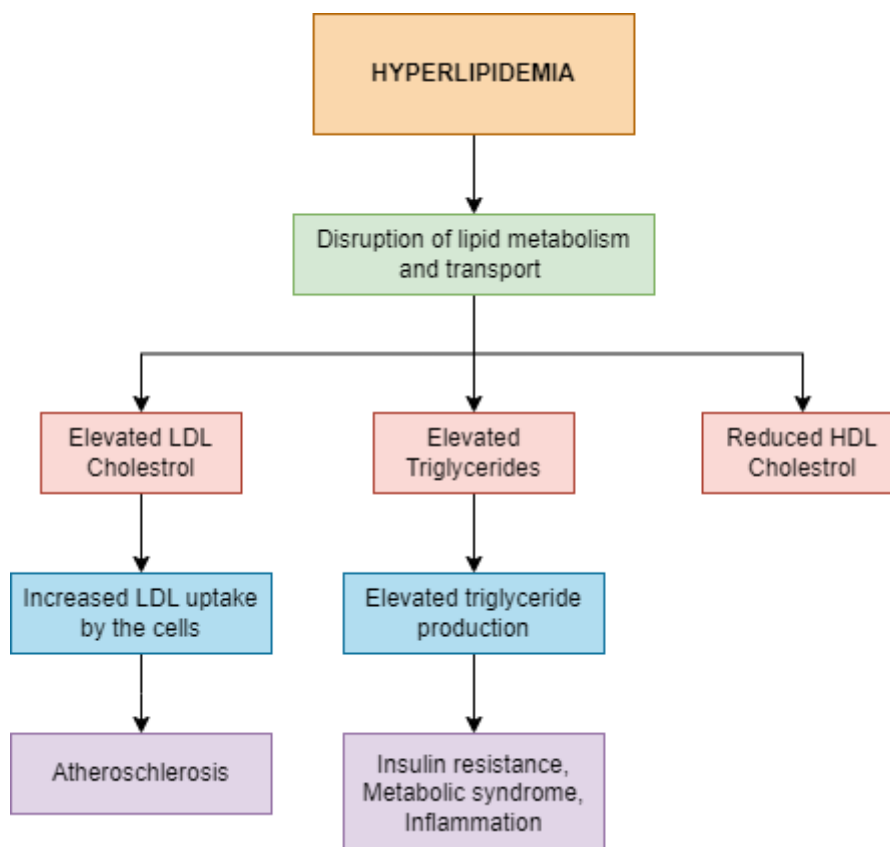 HYPERLIPIDEMIA
Disruption of lipid metabolism
and transport
Elevated LDL
Cholestrol
Elevated
Triglycerides
Reduced HDL
Cholestrol
Increased LDL uptake
by the cells
Elevated triglyceride
production
Atheroschlerosis
Insulin resistance,
Metabolic syndrome,
Inflammation